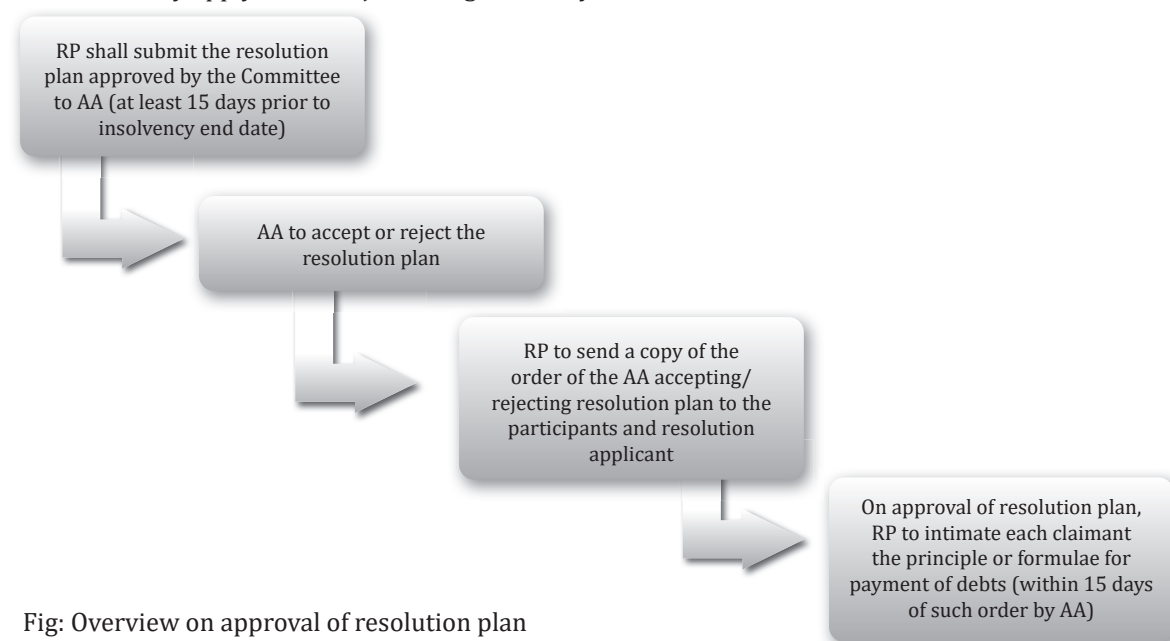 RP shall submit the resolution
plan approved by the Committee
to AA (at least 15 days prior to
insolvency end date)
AA to accept or reject the
resolution plan
RP to send a copy of the
order of the AA accepting/
rejecting resolution plan to the
participants and resolution
applicant
On approval of resolution plan,
RP to intimate each claimant
the principle or formulae for
payment of debts (within 15 days
of such order by AA)
Fig: Overview on approval of resolution plan